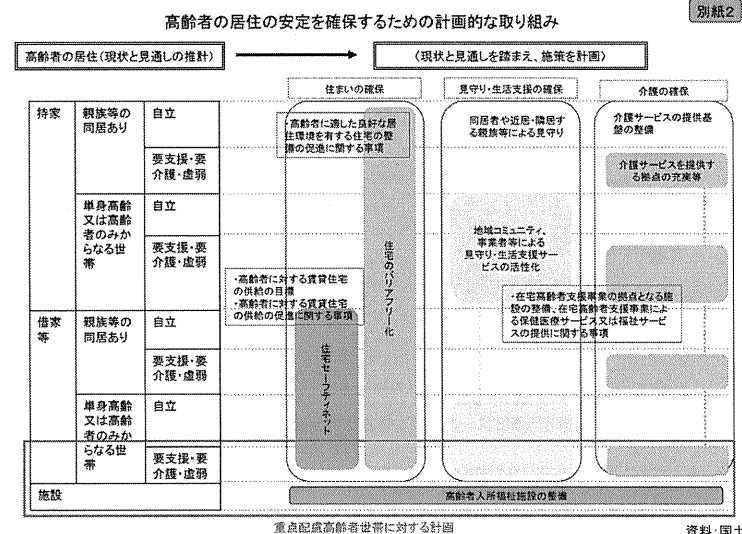 別紙2
高齢者の居住の安定を確保するための計画的な取り組み
高齢者の居住(現状と見通しの推計)
(現状と見通しを踏まえ、施策を計画)
住まいの確保
見守り・生活支援の確保
介護の確保
持家
親族等の
同居あり
自立
要支援・要
介護・虚弱
単身高齢
又は高齢
者のみか
らなる世
帯
自立
要支援・要
介護・虚弱
借家
等
親族等の
同居あり
自立
要支援・要
介護・虚弱
単身高齢
又は高齢
者のみか
らなる世
帯
自立
要支援・要
介護・虚弱
施設
・高齢者に適した良好な居
住環境を有する住宅の整
備の促進に関する事項
・高齢者に対する賃貸住宅
の供給の目標
・高齢者に対する賃貸住宅
の供給の促進に関する事項
住宅のバリアフリー化
住宅セーフティネット
同居者や近居・隣居す
る親族等による見守り
地域コミュニティ、
事業者等による
見守り・生活支援サー
ビスの活性化
介護サービスの提供基
盤の整備
介護サービスを提供す
る拠点の充実等
・在宅高齢者支援事業の拠点となる施
設の整備、在宅高齢者支援事業によ
る保健医療サービス又は福祉サービ
スの提供に関する事項
高齢者入所福祉施設の整備
重点配慮高齢者世帯に対する計画
資料:国土